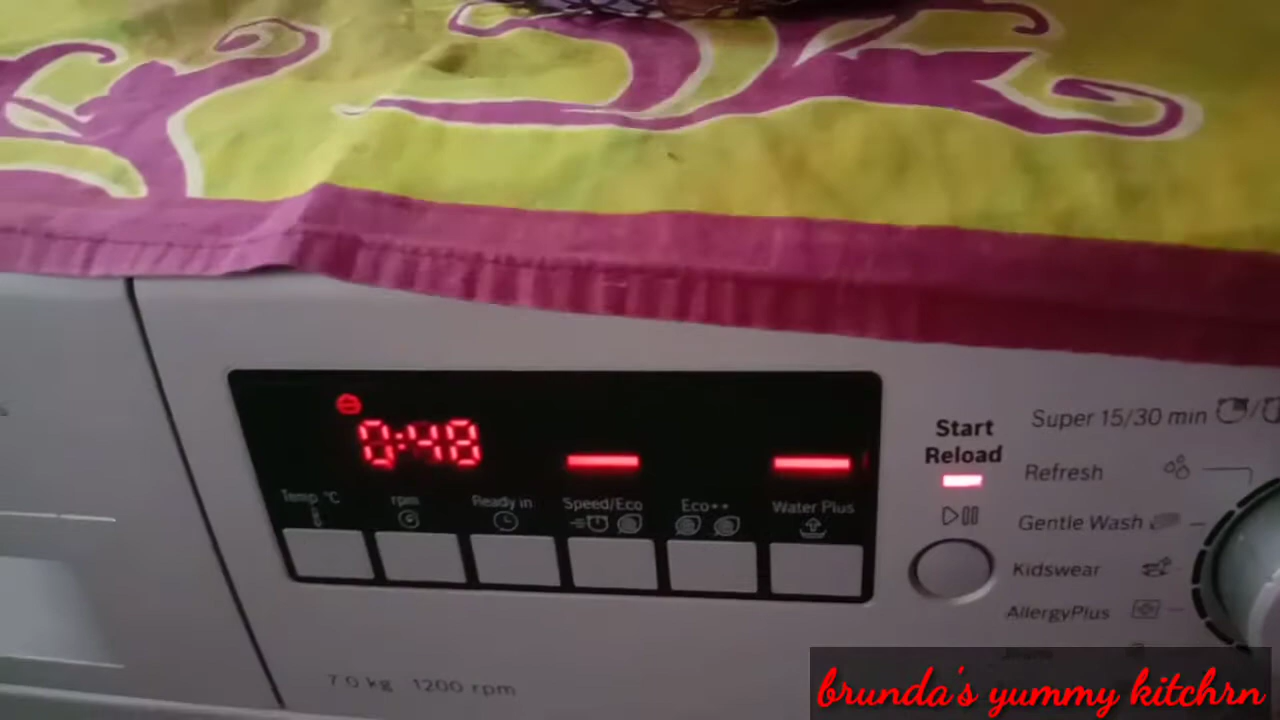 0:48
Temp °C
rpm
Ready in
Speed/Eco
Eco++
Water Plus
Start
Reload
Super 15/30 min
Refresh
Gentle Wash
Kidswear
AllergyPlus
7 0 kg 1200 rpm
brunda's yummy kitchrn